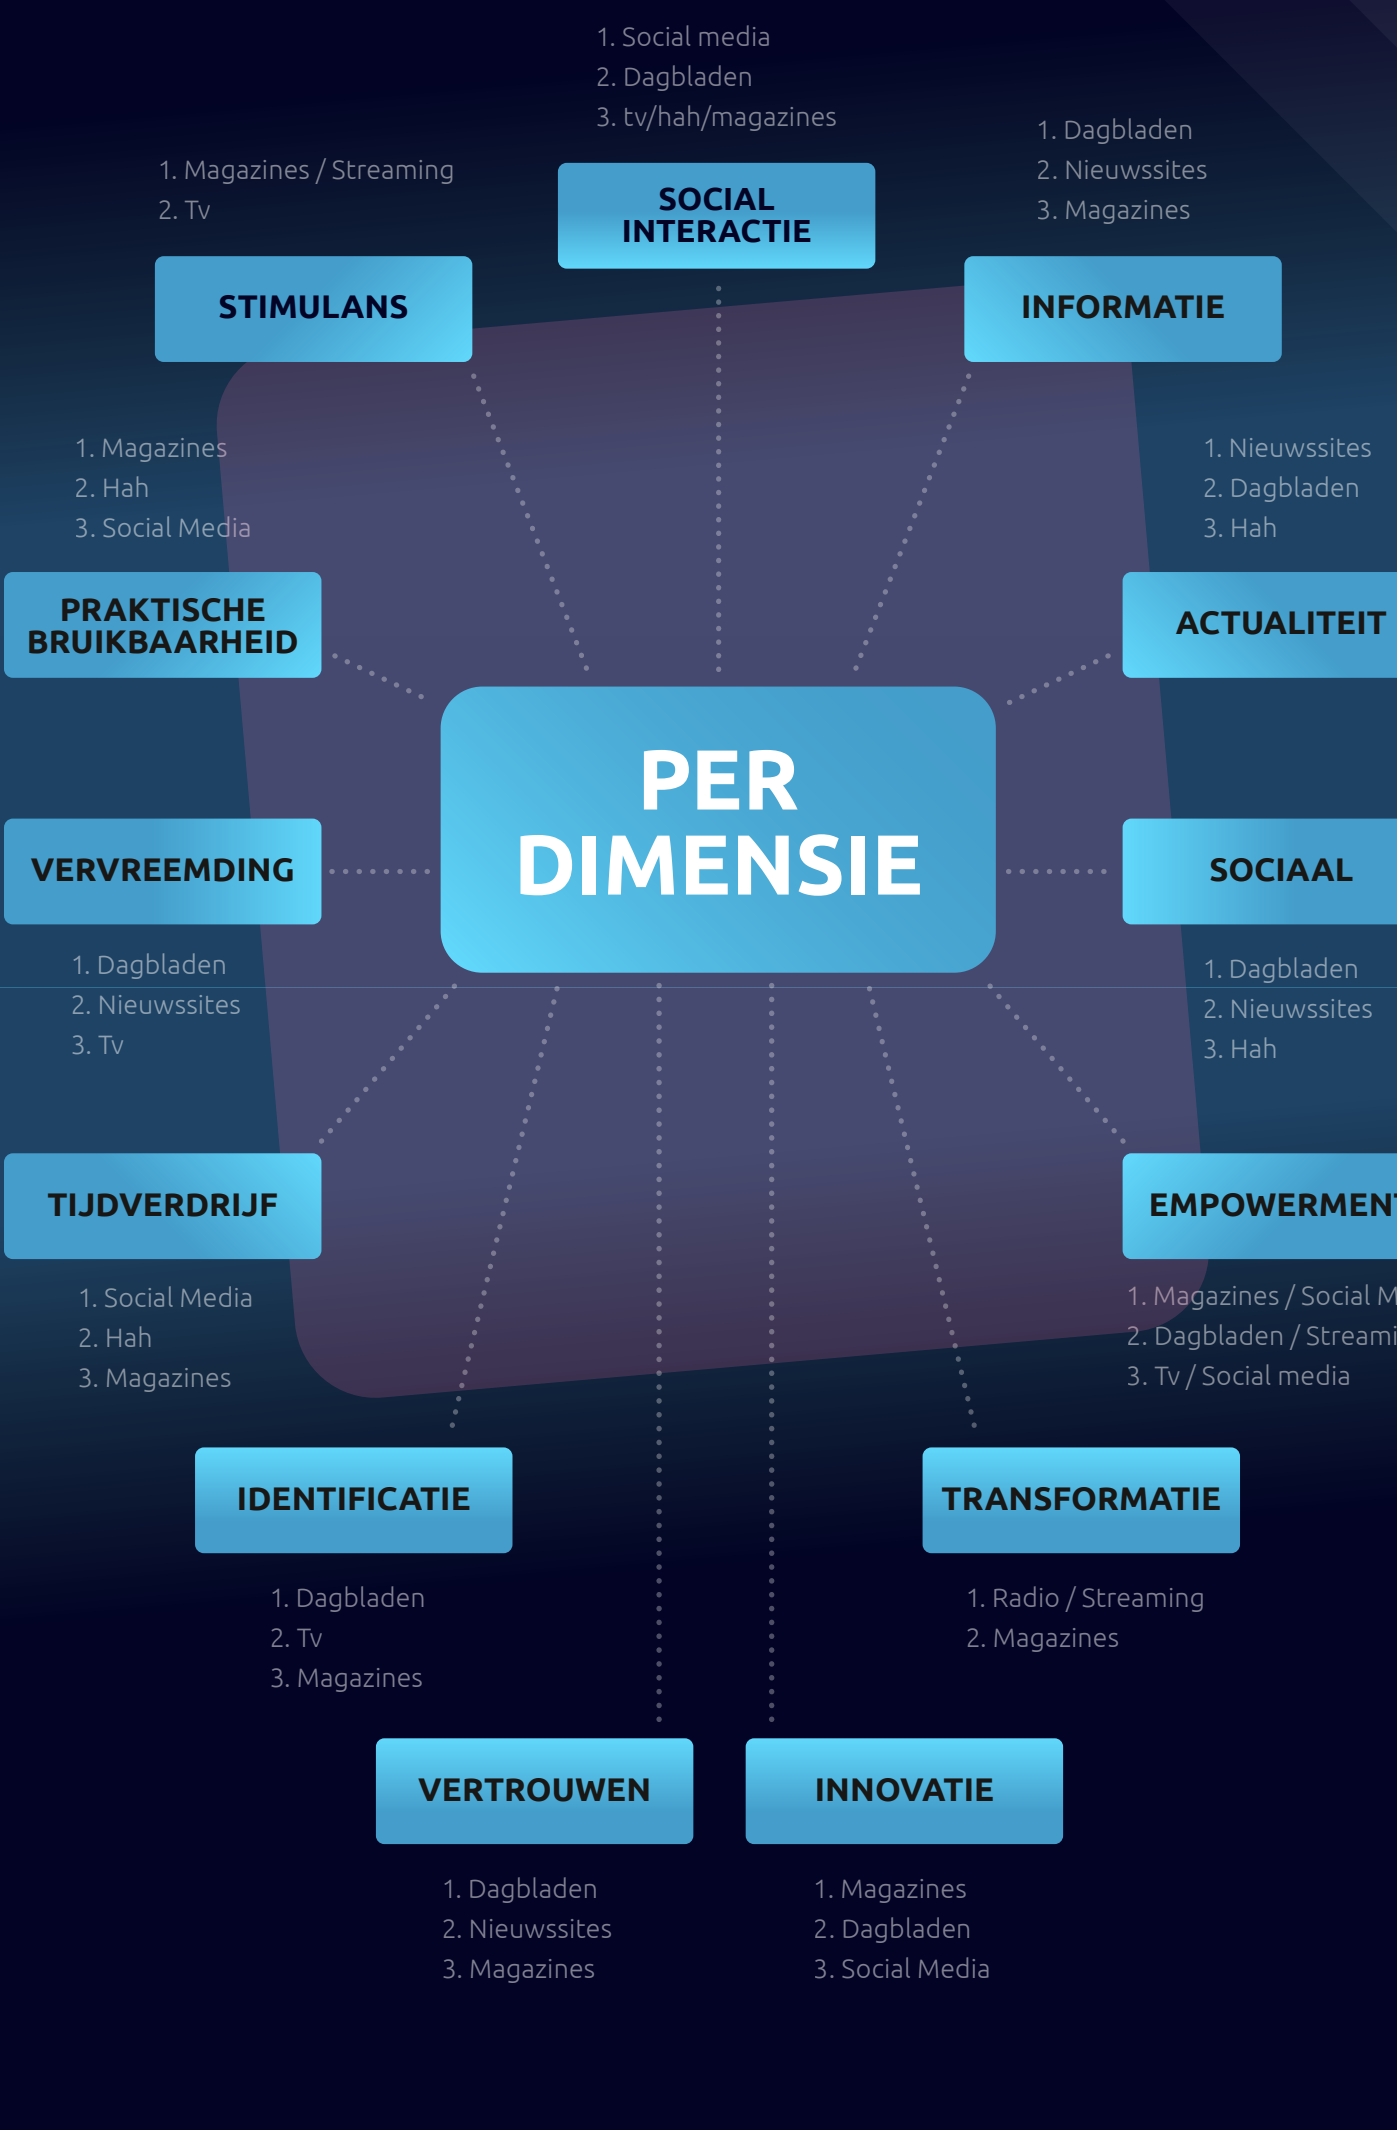 1. Social media
2. Dagbladen
3. tv/hah/magazines
SOCIAL
INTERACTIE
1. Magazines / Streaming
2. Tv
STIMULANS
1. Dagbladen
2. Nieuwssites
3. Magazines
INFORMATIE
1. Magazines
2. Hah
3. Social Media
PRAKTISCHE
BRUIKBAARHEID
1. Nieuwssites
2. Dagbladen
3. Hah
ACTUALITEIT
PER
DIMENSIE
VERVREEMDING
1. Dagbladen
2. Nieuwssites
3. Tv
SOCIAAL
1. Dagbladen
2. Nieuwssites
3. Hah
TIJDVERDRIJF
1. Social Media
2. Hah
3. Magazines
EMPOWERMENT
1. Magazines / Social M
2. Dagbladen / Streami
3. Tv / Social media
IDENTIFICATIE
1. Dagbladen
2. Tv
3. Magazines
TRANSFORMATIE
1. Radio / Streaming
2. Magazines
VERTROUWEN
1. Dagbladen
2. Nieuwssites
3. Magazines
INNOVATIE
1. Magazines
2. Dagbladen
3. Social Media